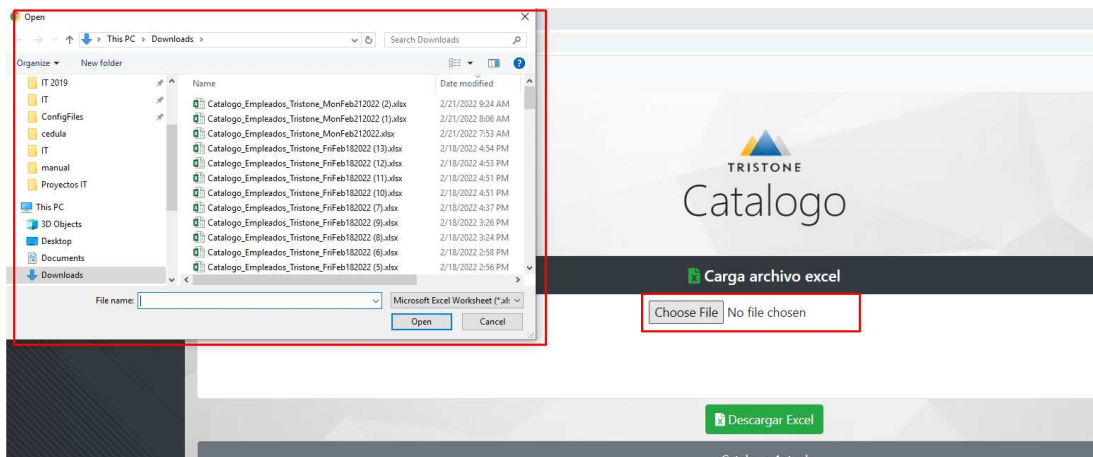 Open
This PC > Downloads >
Search Downloads
Organize
New folder
IT 2019
IT
ConfigFiles
cedula
IT
manual
Proyectos IT
This PC
3D Objects
Desktop
Documents
Downloads
Name
Date modified
Catalogo_Empleados_Tristone_MonFeb212022 (2).xlsx 2/21/2022 9:24 AM
Catalogo_Empleados_Tristone_MonFeb212022 (1).xlsx 2/21/2022 8:06 AM
Catalogo_Empleados_Tristone_MonFeb212022.xlsx 2/21/2022 7:53 AM
Catalogo_Empleados_Tristone_FriFeb182022 (13).xlsx 2/18/2022 4:54 PM
Catalogo_Empleados_Tristone_FriFeb182022 (12).xlsx 2/18/2022 4:53 PM
Catalogo_Empleados_Tristone_FriFeb182022 (11).xlsx 2/18/2022 4:51 PM
Catalogo_Empleados_Tristone_FriFeb182022 (10).xlsx 2/18/2022 4:51 PM
Catalogo_Empleados_Tristone_FriFeb182022 (7).xlsx 2/18/2022 4:37 PM
Catalogo_Empleados_Tristone_FriFeb182022 (9).xlsx 2/18/2022 3:26 PM
Catalogo_Empleados_Tristone_FriFeb182022 (8).xlsx 2/18/2022 3:24 PM
Catalogo_Empleados_Tristone_FriFeb182022 (6).xlsx 2/18/2022 2:58 PM
Catalogo_Empleados_Tristone_FriFeb182022 (5).xlsx 2/18/2022 2:56 PM
File name:
Microsoft Excel Worksheet (*.xl
Open
Cancel
TRISTONE
Catalogo
Carga archivo excel
Choose File No file chosen
Descargar Excel